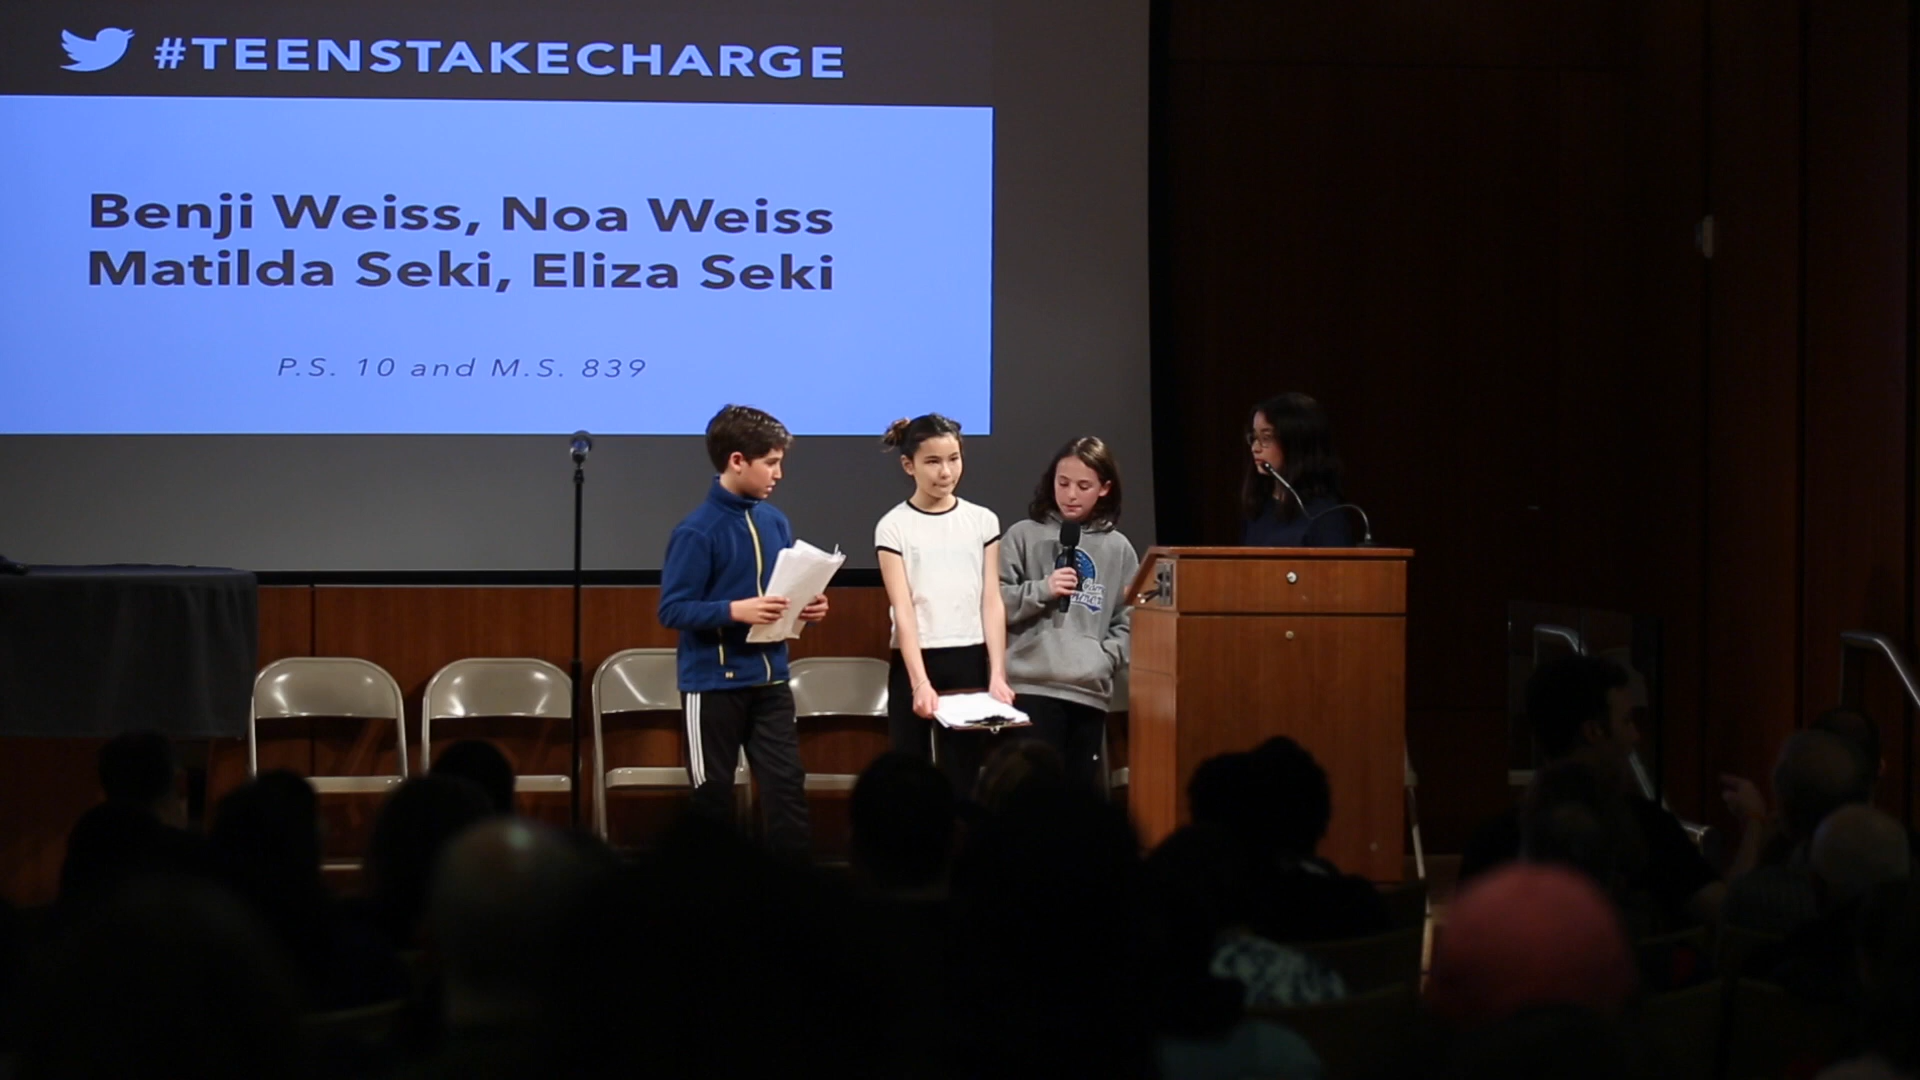 #TEENSTAKECHARGE
Benji Weiss, Noa Weiss
Matilda Seki, Eliza Seki
P.S. 10 and M.S. 839